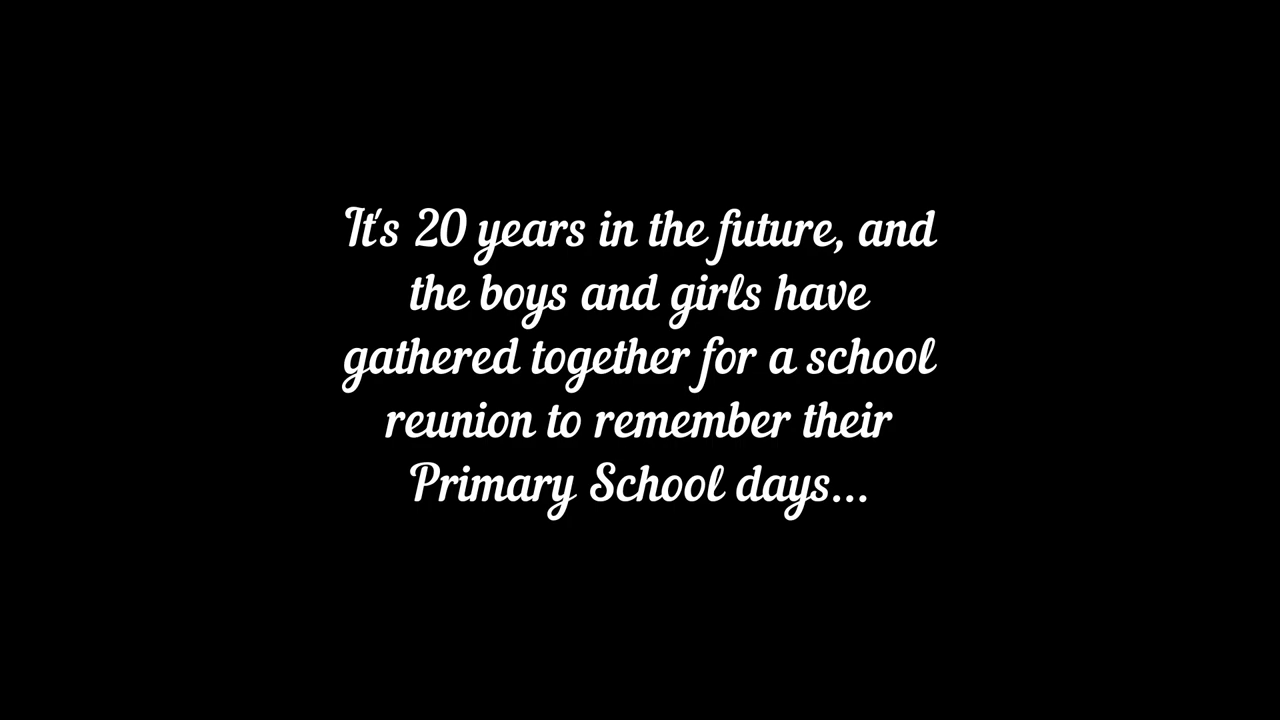 It's 20 years in the future, and
the boys and girls have
gathered together for a school
reunion to remember their
Primary School days...